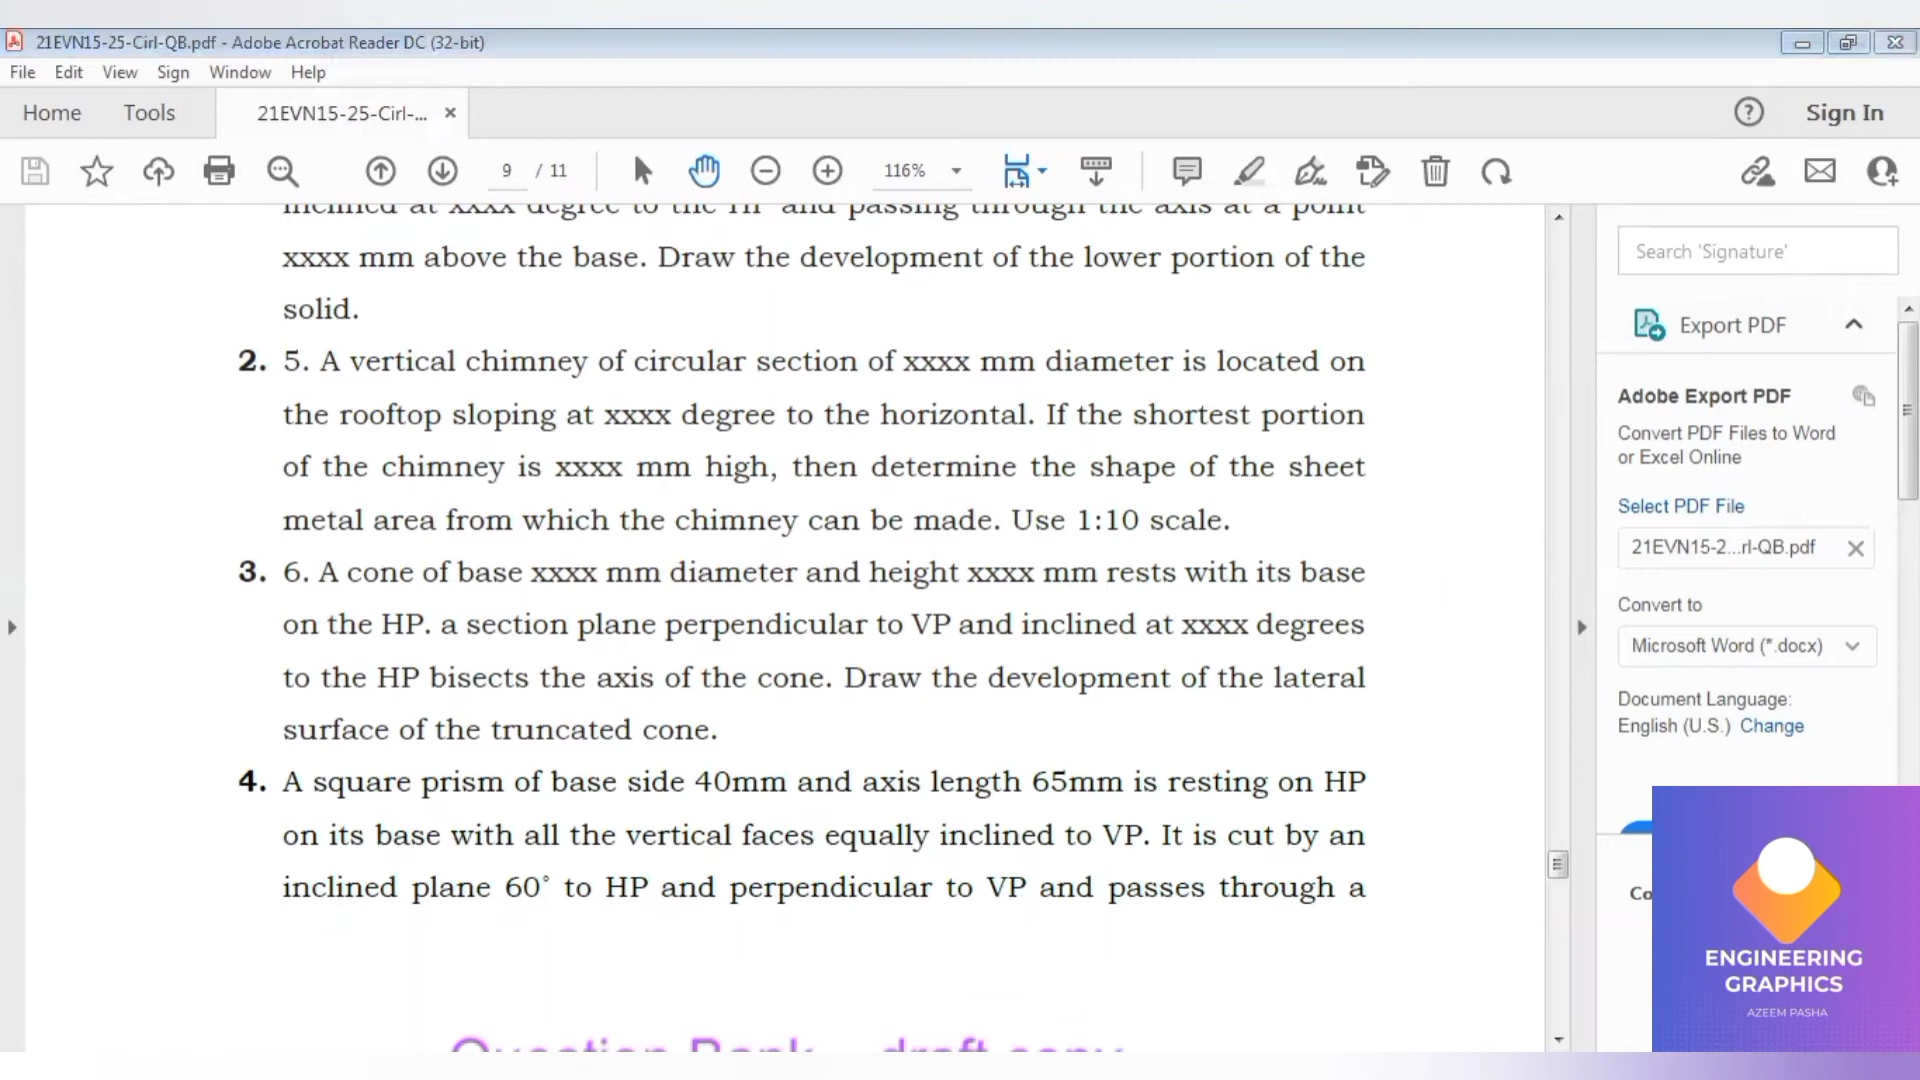 21EVN15-25-Cirl-QB.pdf - Adobe Acrobat Reader DC (32-bit)
File Edit View Sign Window Help
Home Tools 21EVN15-25-Cirl-... × ? Sign In
9 / 11 116%
inclined at xxxx degree to the HP and passing through the axis at a point
xxxx mm above the base. Draw the development of the lower portion of the
solid.
2. 5. A vertical chimney of circular section of xxxx mm diameter is located on
the rooftop sloping at xxxx degree to the horizontal. If the shortest portion
of the chimney is xxxx mm high, then determine the shape of the sheet
metal area from which the chimney can be made. Use 1:10 scale.
3. 6. A cone of base xxxx mm diameter and height xxxx mm rests with its base
on the HP. a section plane perpendicular to VP and inclined at xxxx degrees
to the HP bisects the axis of the cone. Draw the development of the lateral
surface of the truncated cone.
4. A square prism of base side 40mm and axis length 65mm is resting on HP
on its base with all the vertical faces equally inclined to VP. It is cut by an
inclined plane 60° to HP and perpendicular to VP and passes through a
Question Bank draft copy
Search 'Signature'
Export PDF
Adobe Export PDF
Convert PDF Files to Word
or Excel Online
Select PDF File
21EVN15-2...rl-QB.pdf
Convert to
Microsoft Word (*.docx)
Document Language:
English (U.S.) Change
Co
ENGINEERING
GRAPHICS
AZEEM PASHA